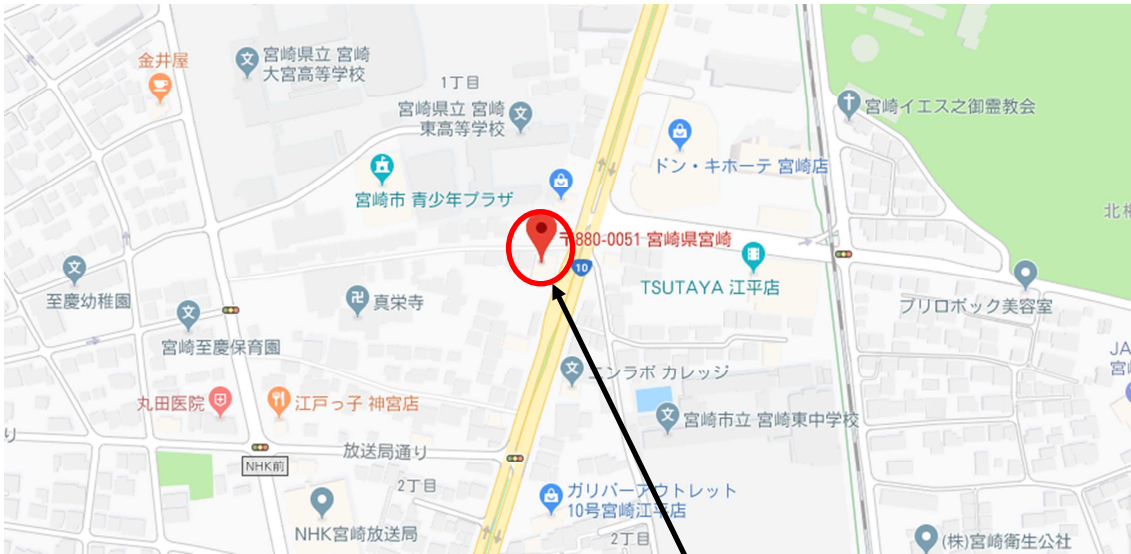 金井屋
宮崎県立 宮崎
大宮高等学校
1丁目
宮崎県立 宮崎
東高等学校
宮崎イエス之御霊教会
ドン・キホーテ 宮崎店
宮崎市 青少年プラザ
〒880-0051 宮崎県宮崎
10
TSUTAYA 江平店
至慶幼稚園
真栄寺
プリロボック美容室
宮崎至慶保育園
エンラボ カレッジ
丸田医院
江戸っ子 神宮店
宮崎市立 宮崎東中学校
放送局通り
NHK前
2丁目
ガリバーアウトレット
10号宮崎江平店
NHK宮崎放送局
2丁目
(株)宮崎衛生公社